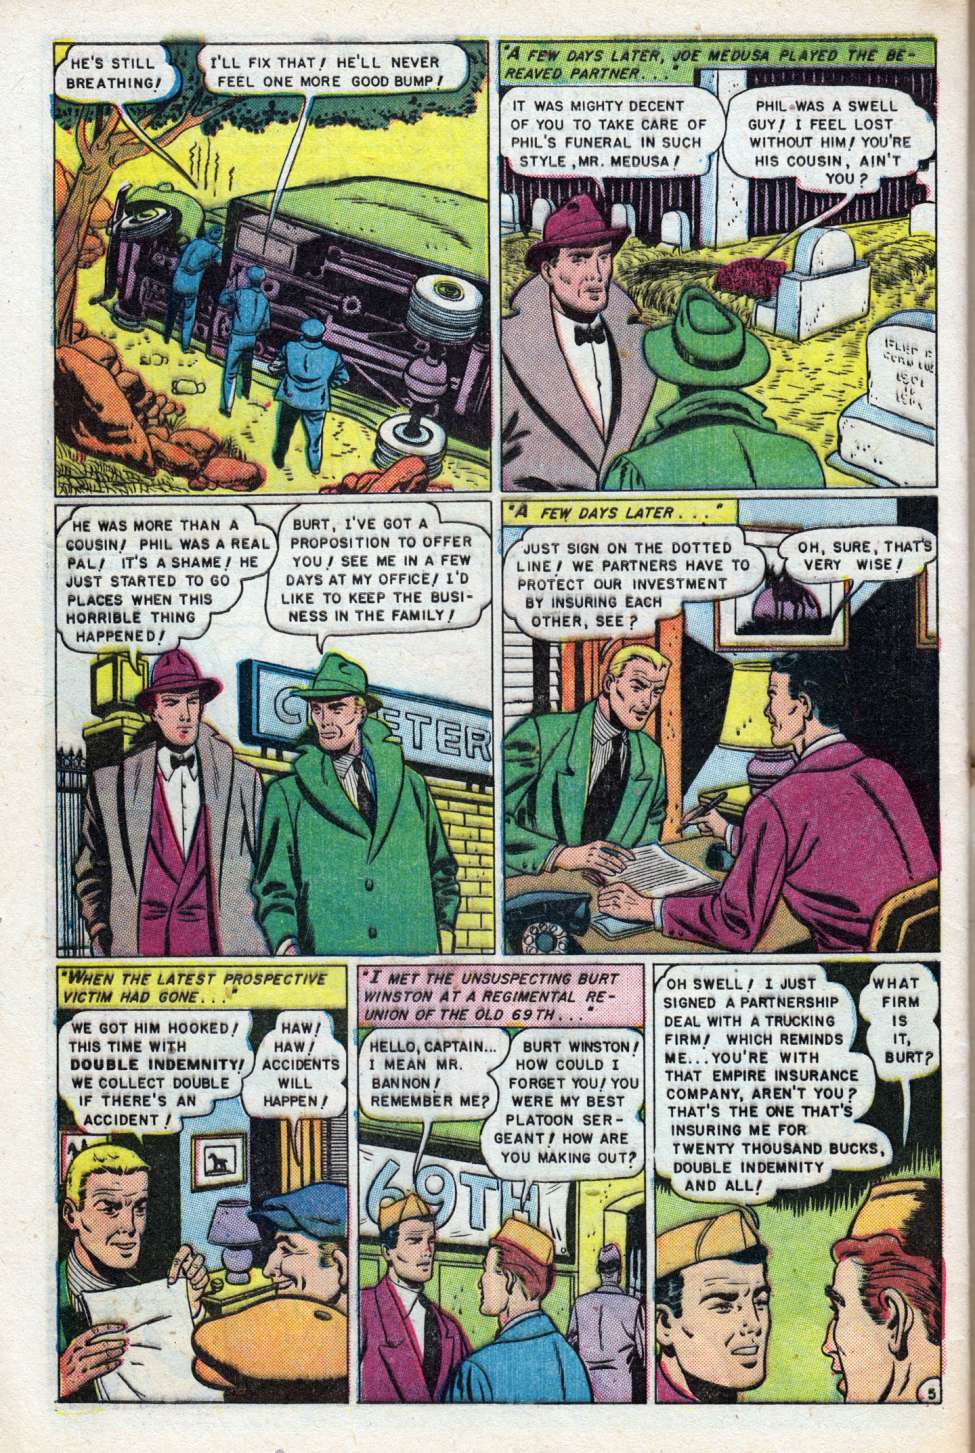 HE'S STILL
BREATHING!
I'LL FIX THAT! HE'LL NEVER
FEEL ONE MORE GOOD BUMP!
"A FEW DAYS LATER, JOE MEDUSA PLAYED THE BE-
REAVED PARTNER..."
IT WAS MIGHTY DECENT
OF YOU TO TAKE CARE OF
PHIL'S FUNERAL IN SUCH
STYLE, MR. MEDUSA!
PHIL WAS A SWELL
GUY! I FEEL LOST
WITHOUT HIM! YOU'RE
HIS COUSIN, AIN'T
YOU?
HE WAS MORE THAN A
COUSIN! PHIL WAS A REAL
PAL! IT'S A SHAME! HE
JUST STARTED TO GO
PLACES WHEN THIS
HORRIBLE THING
HAPPENED!
BURT, I'VE GOT A
PROPOSITION TO OFFER
YOU! SEE ME IN A FEW
DAYS AT MY OFFICE! I'D
LIKE TO KEEP THE BUSI-
NESS IN THE FAMILY!
C ETER
"A FEW DAYS LATER..."
JUST SIGN ON THE DOTTED
LINE! WE PARTNERS HAVE TO
PROTECT OUR INVESTMENT
BY INSURING EACH
OTHER, SEE?
OH, SURE, THAT'S
VERY WISE!
"WHEN THE LATEST PROSPECTIVE
VICTIM HAD GONE..."
WE GOT HIM HOOKED!
THIS TIME WITH
DOUBLE INDEMNITY!
WE COLLECT DOUBLE
IF THERE'S AN
ACCIDENT!
HAW!
HAW!
ACCIDENTS
WILL
HAPPEN!
"I MET THE UNSUSPECTING BURT
WINSTON AT A REGIMENTAL RE-
UNION OF THE OLD 69TH..."
HELLO, CAPTAIN...
I MEAN MR.
BANNON!
REMEMBER ME?
BURT WINSTON!
HOW COULD I
FORGET YOU! YOU
WERE MY BEST
PLATOON SER-
GEANT! HOW ARE
YOU MAKING OUT?
69TH
OH SWELL! I JUST
SIGNED A PARTNERSHIP
DEAL WITH A TRUCKING
FIRM! WHICH REMINDS
ME...YOU'RE WITH
THAT EMPIRE INSURANCE
COMPANY, AREN'T YOU?
THAT'S THE ONE THAT'S
INSURING ME FOR
TWENTY THOUSAND BUCKS,
DOUBLE INDEMNITY
AND ALL!
WHAT
FIRM
IS
IT,
BURT?
5